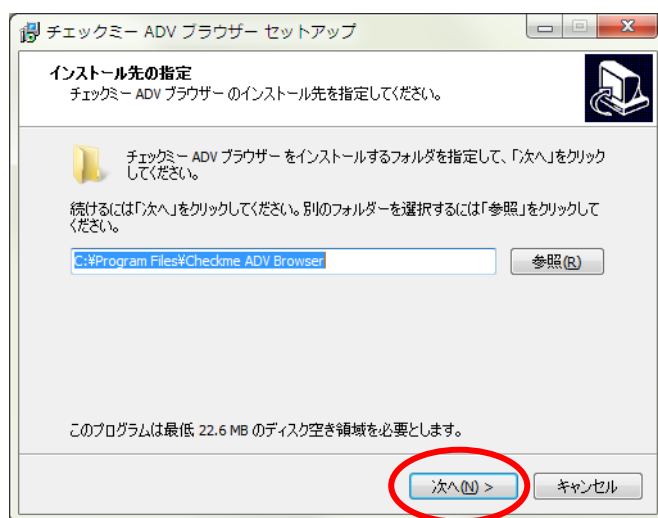 チェックミー ADV ブラウザー セットアップ
インストール先の指定
チェックミー ADV ブラウザー のインストール先を指定してください。
チェックミー ADV ブラウザー をインストールするフォルダを指定して、「次へ」をクリック
してください。
続けるには「次へ」をクリックしてください。別のフォルダーを選択するには「参照」をクリックして
ください。
C:¥Program Files¥Checkme ADV Browser
参照(R)
このプログラムは最低 22.6 MB のディスク空き領域を必要とします。
次へ(N) >
キャンセル